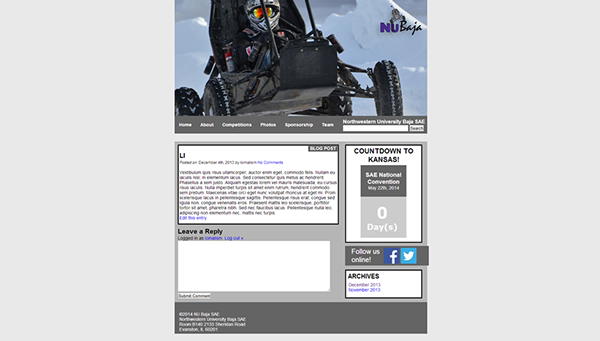 NU Baja
Home About Competitions Photos Sponsorship Team
Northwestern University Baja SAE
Search
BLOG POST
LI
Posted on December 4th, 2013 by No Comments
Vestibulum quis risus ullamcorper, auctor enim eget, commodo felis. Nullam eu
iaculis nisl, in elementum lacus. Sed consectetur quis metus ac hendrerit.
Phasellus a sem justo. Aliquam egestas lorem vel mauris malesuada, eu cursus
risus iaculis. Nulla imperdiet turpis sit amet enim rutrum, hendrerit commodo
sem pretium. Maecenas vitae orci eget nunc volutpat rhoncus at eget mi. Proin
scelerisque lacus in pellentesque sagittis. Pellentesque risus erat, congue sed
ligula non, congue venenatis eros. Praesent mattis leo scelerisque, porttitor
tortor sit amet, pharetra nibh. Sed nec faucibus lacus. Pellentesque nulla leo,
adipiscing non elementum nec, mattis nec turpis.
Edit this entry.
Leave a Reply
Logged in as Log out »
Submit Comment
COUNTDOWN TO
KANSAS!
SAE National
Convention
May 22th, 2014
0
Day(s)
Follow us
online!
ARCHIVES
December 2013
November 2013
©2014 NU Baja SAE
Northwestern University Baja SAE
Room B140 2133 Sheridan Road
Evanston, IL 60201